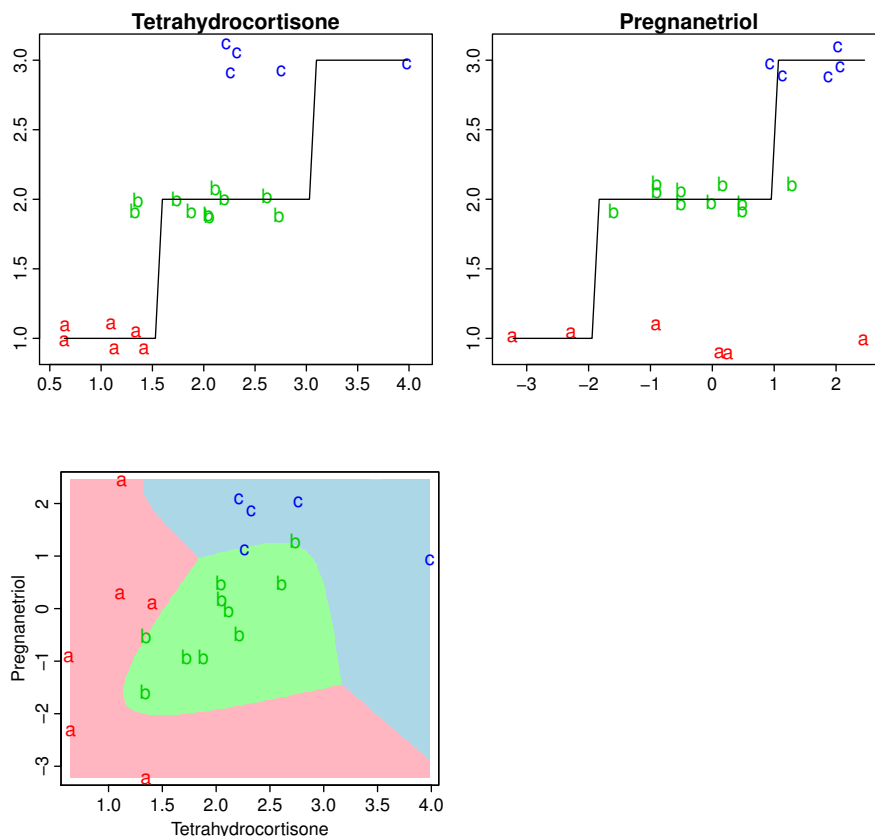 Tetrahydrocortisone
3.0
2.5
2.0
1.5
1.0
c c c c c
b b b b b b b b b b
a a a a a a
0.5 1.0 1.5 2.0 2.5 3.0 3.5 4.0
Pregnanetriol
3.0
2.5
2.0
1.5
1.0
c c c c c
b b b b b b b b b b
a a a a a a
−3 −2 −1 0 1 2
Pregnanetriol
2
1
0
−1
−2
−3
a
c c c
c b
c
b b
a a b
b b
b
a b b
b
a
a
1.0 1.5 2.0 2.5 3.0 3.5 4.0
Tetrahydrocortisone